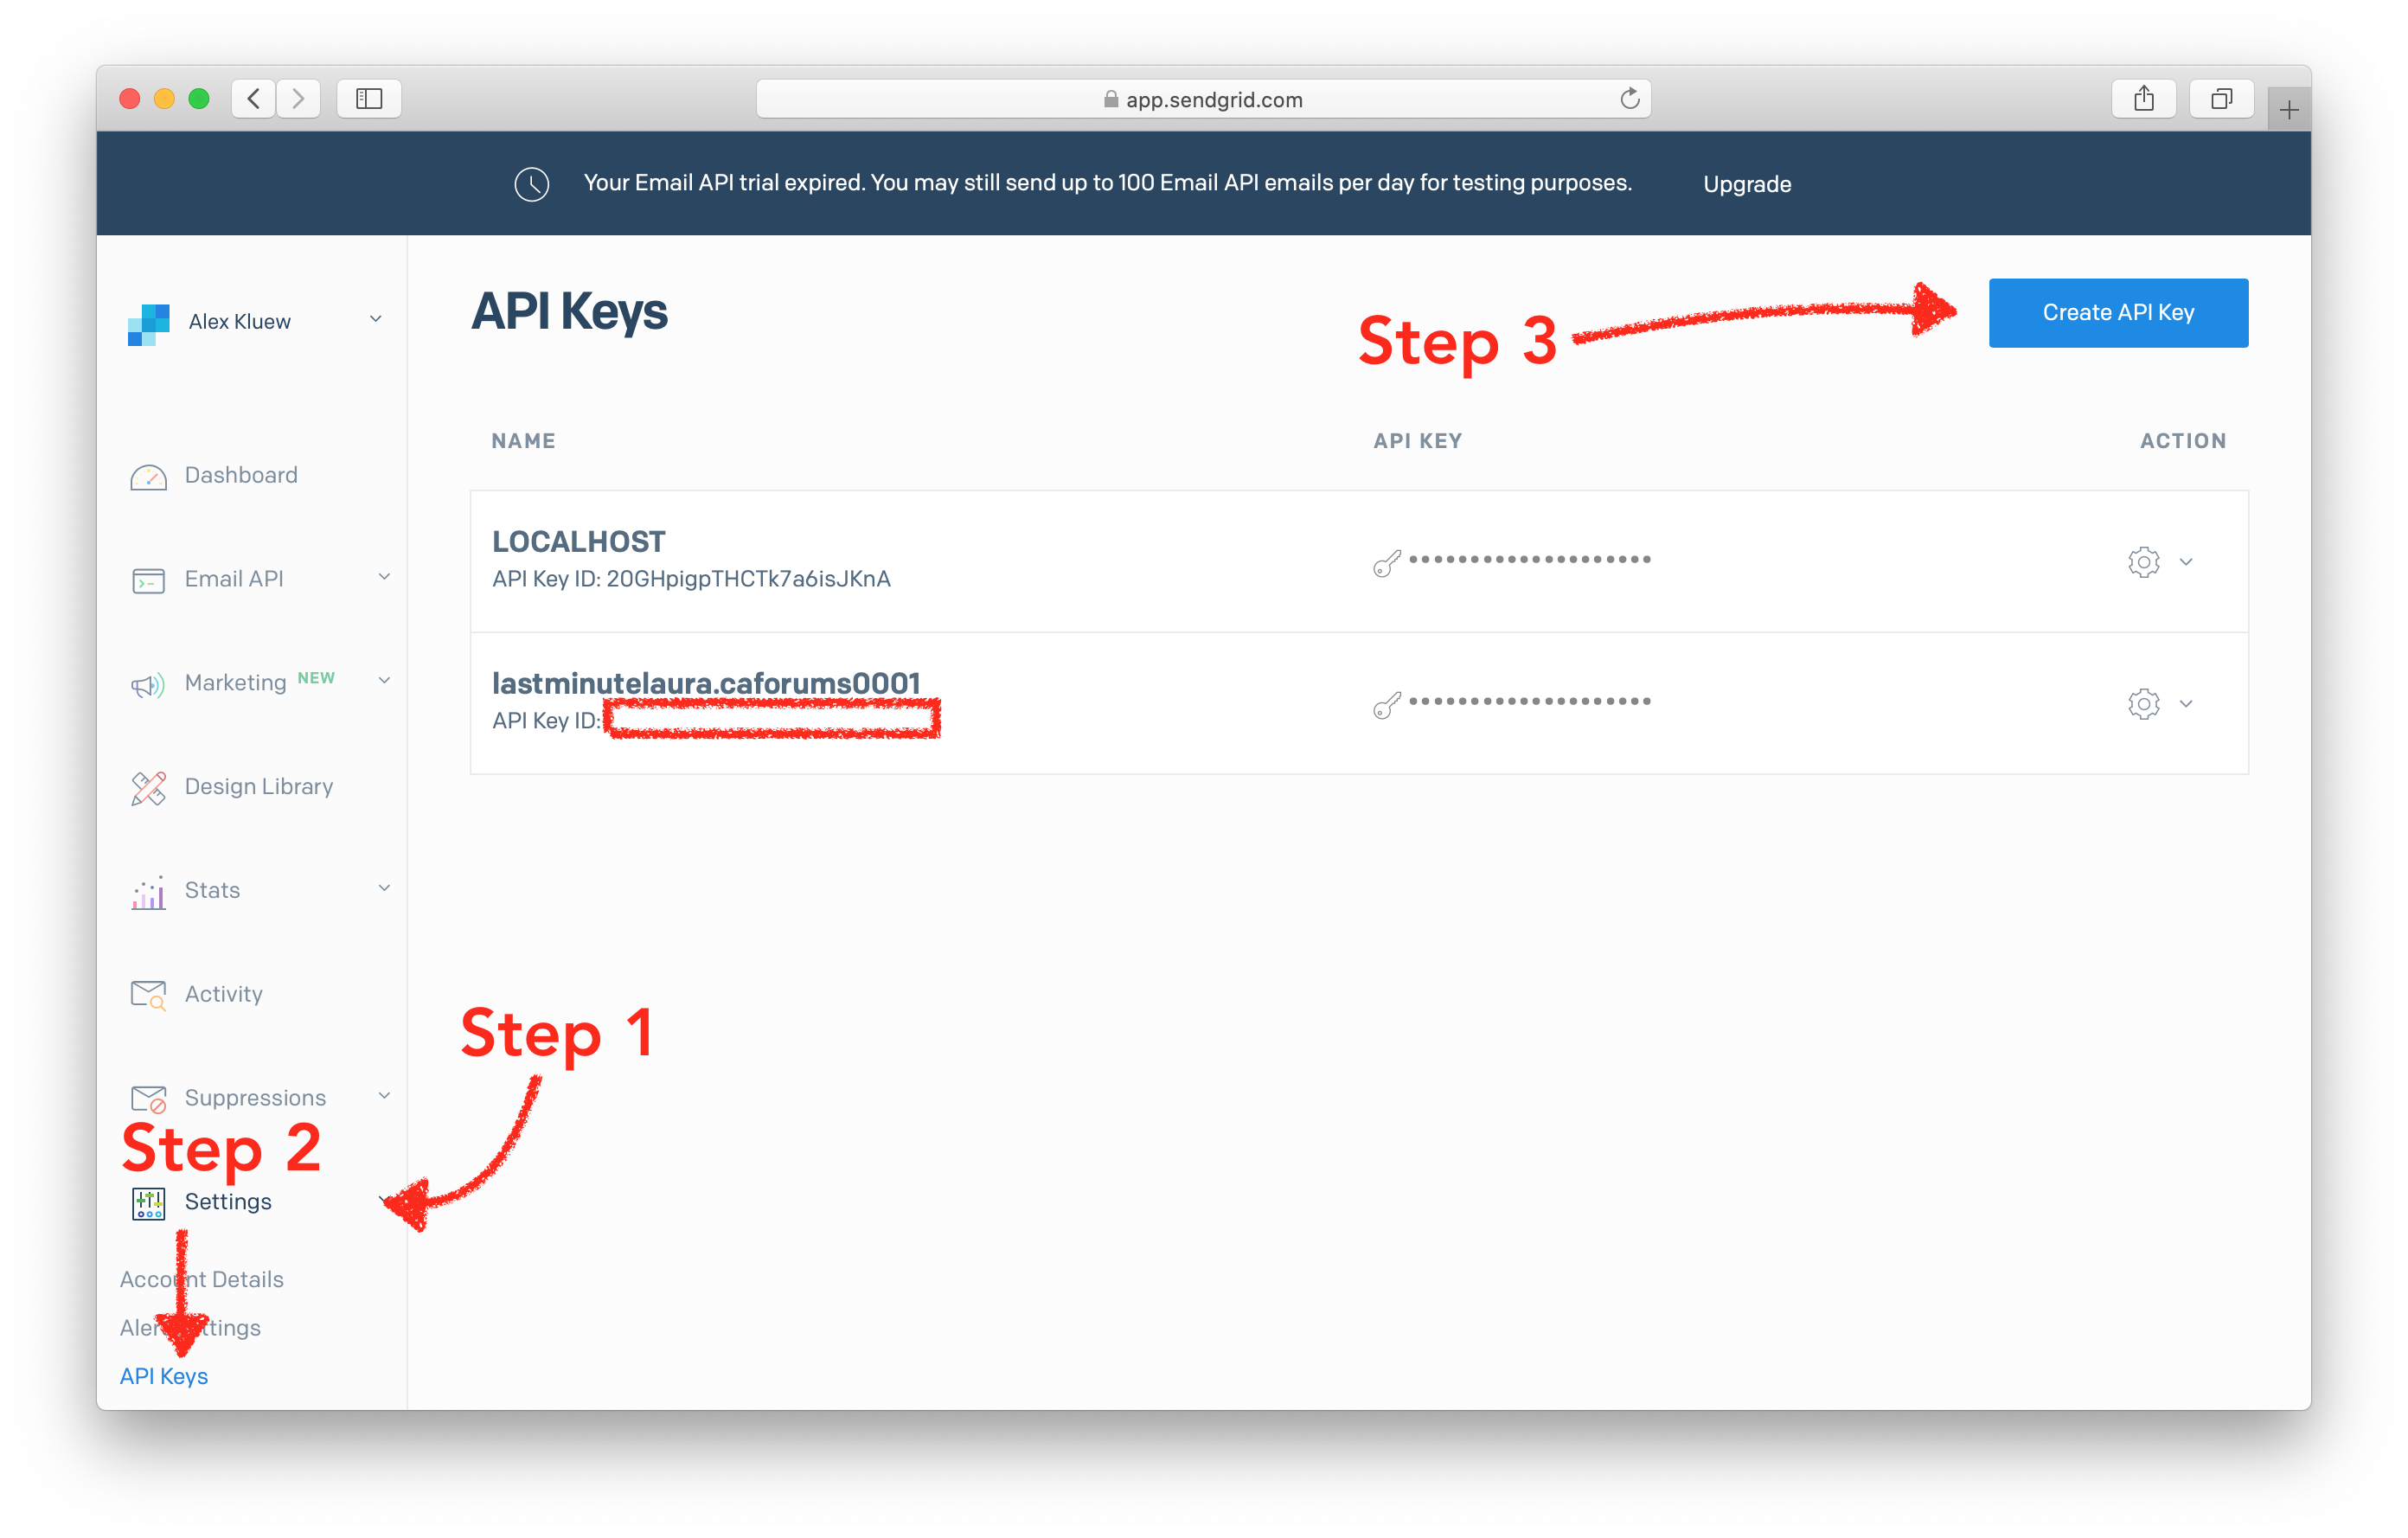 app.sendgrid.com
Your Email API trial expired. You may still send up to 100 Email API emails per day for testing purposes. Upgrade
Alex Kluew
API Keys
Step 3
Create API Key
NAME API KEY ACTION
Dashboard
LOCALHOST
API Key ID: 20GHpigpTHCTk7a6isJKnA
Email API
Marketing NEW
lastminutelaura.caforums0001
API Key ID:
Design Library
Stats
Activity
Step 1
Suppressions
Step 2
Settings
Account Details
Alert Settings
API Keys